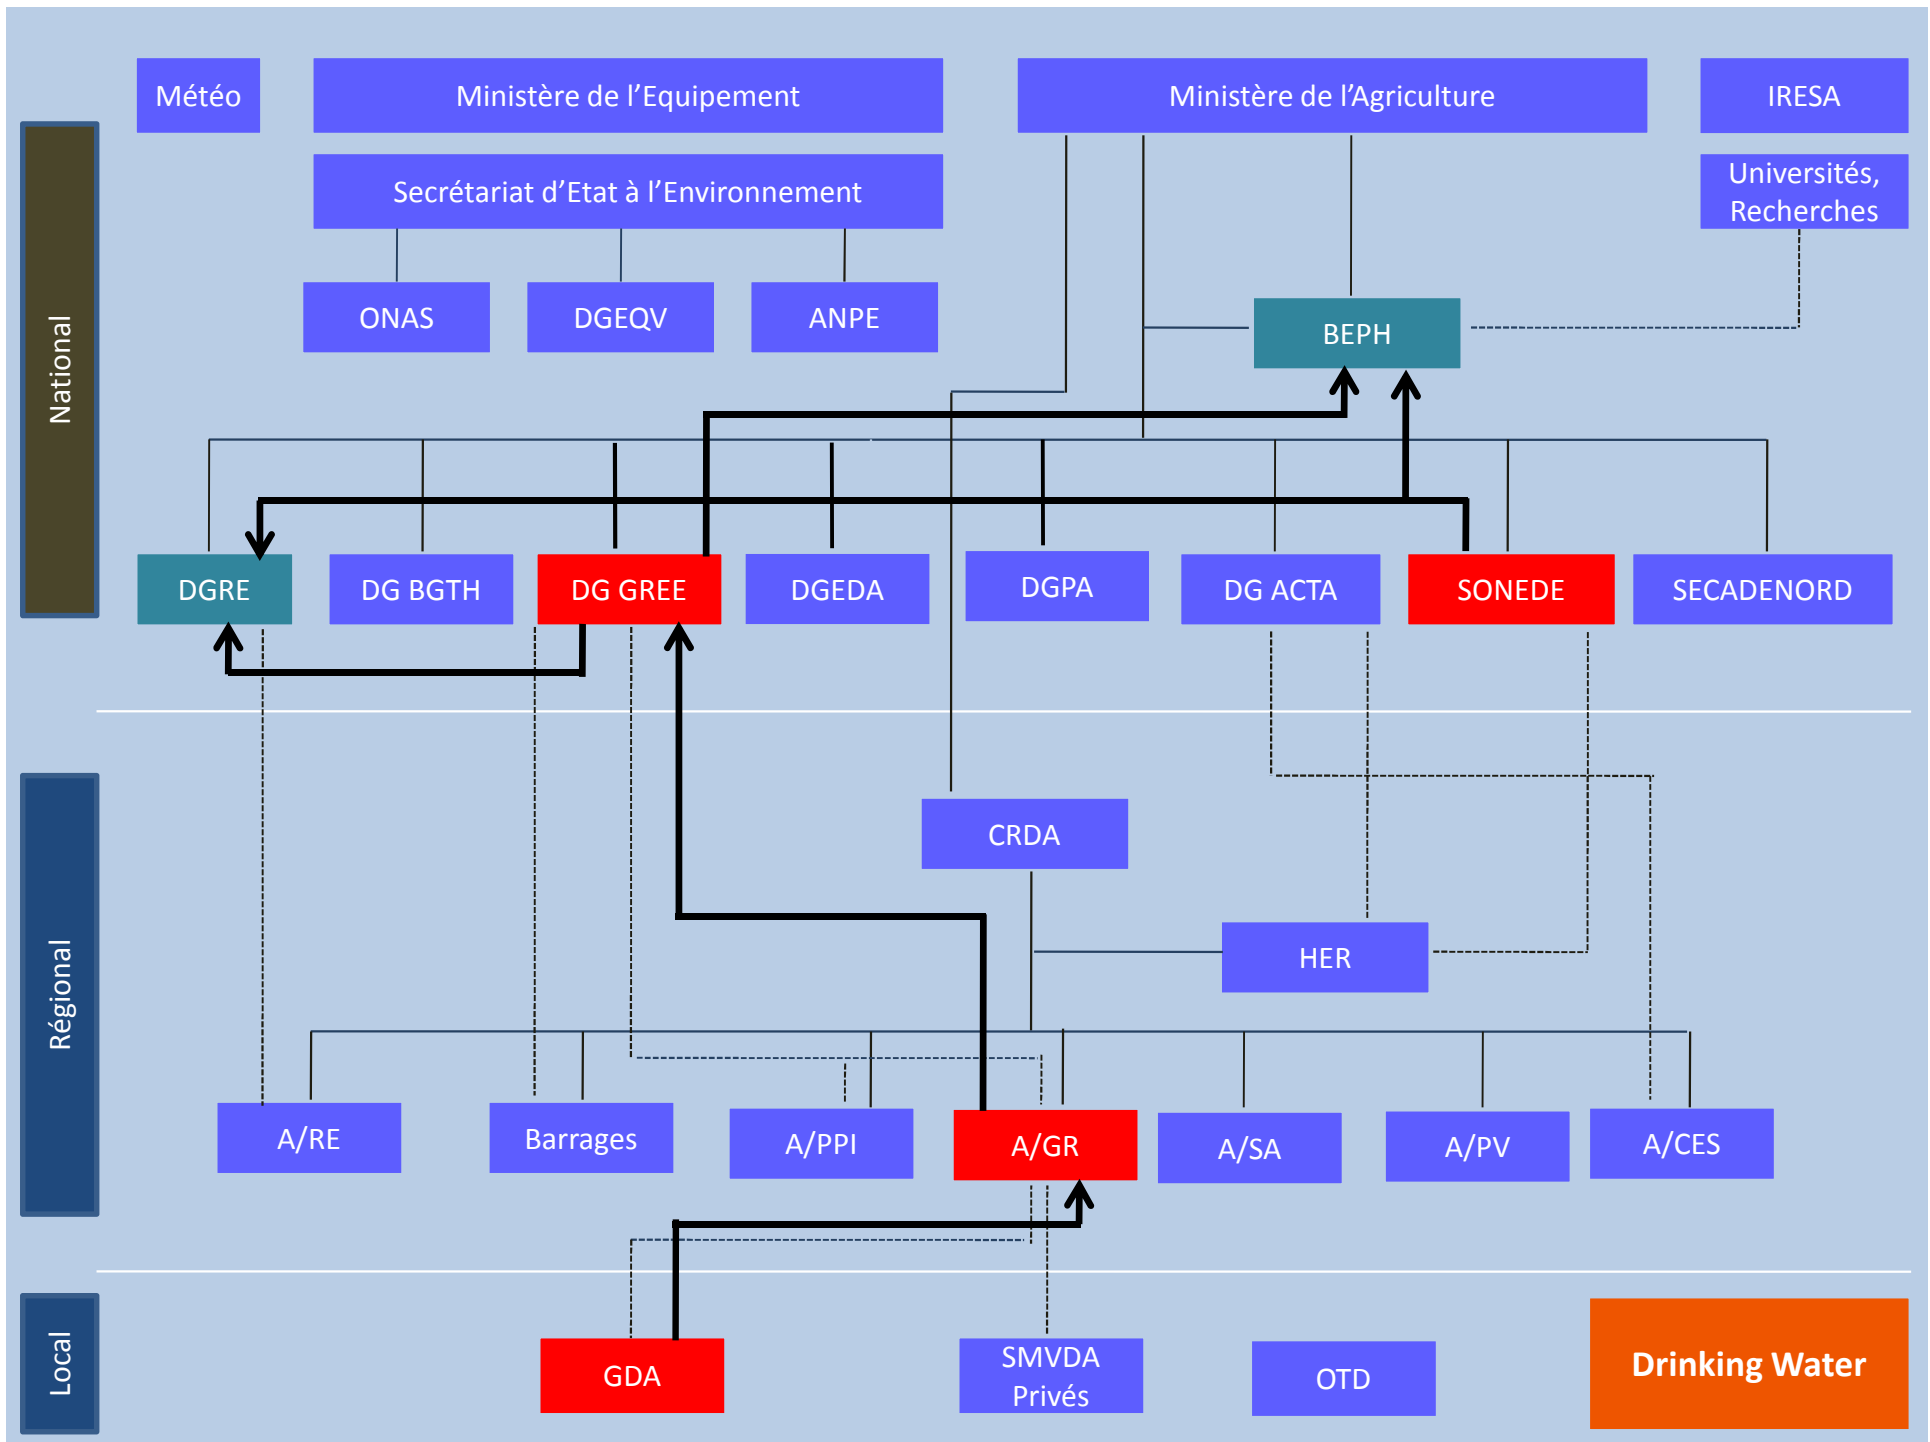 Météo
Ministère de l’Equipement
Ministère de l’Agriculture
IRESA
Secrétariat d’Etat à l’Environnement
Universités,
Recherches
National
ONAS
DGEQV
ANPE
BEPH
DGRE
DG BGTH
DG GREE
DGEDA
DGPA
DG ACTA
SONEDE
SECADENORD
Régional
CRDA
HER
A/RE
Barrages
A/PPI
A/GR
A/SA
A/PV
A/CES
Local
GDA
SMVDA
Privés
OTD
Drinking Water